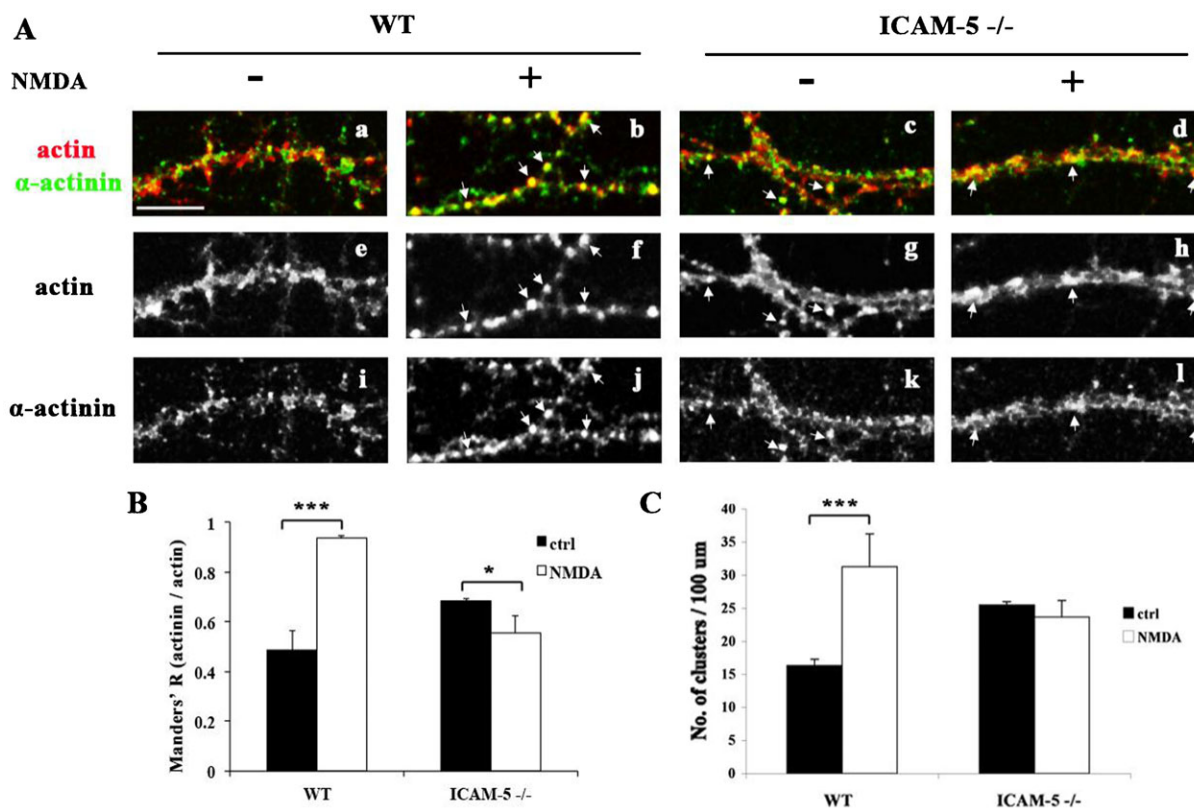 A
WT
ICAM-5 -/-
NMDA
- + - +
actin
α-actinin
a b c d
actin
e f g h
α-actinin
i j k l
B
***
*
ctrl
NMDA
Manders' R (actinin / actin)
1
0.8
0.6
0.4
0.2
0
WT
ICAM-5 -/-
C
***
ctrl
NMDA
No. of clusters / 100 um
40
35
30
25
20
15
10
5
0
WT
ICAM-5 -/-